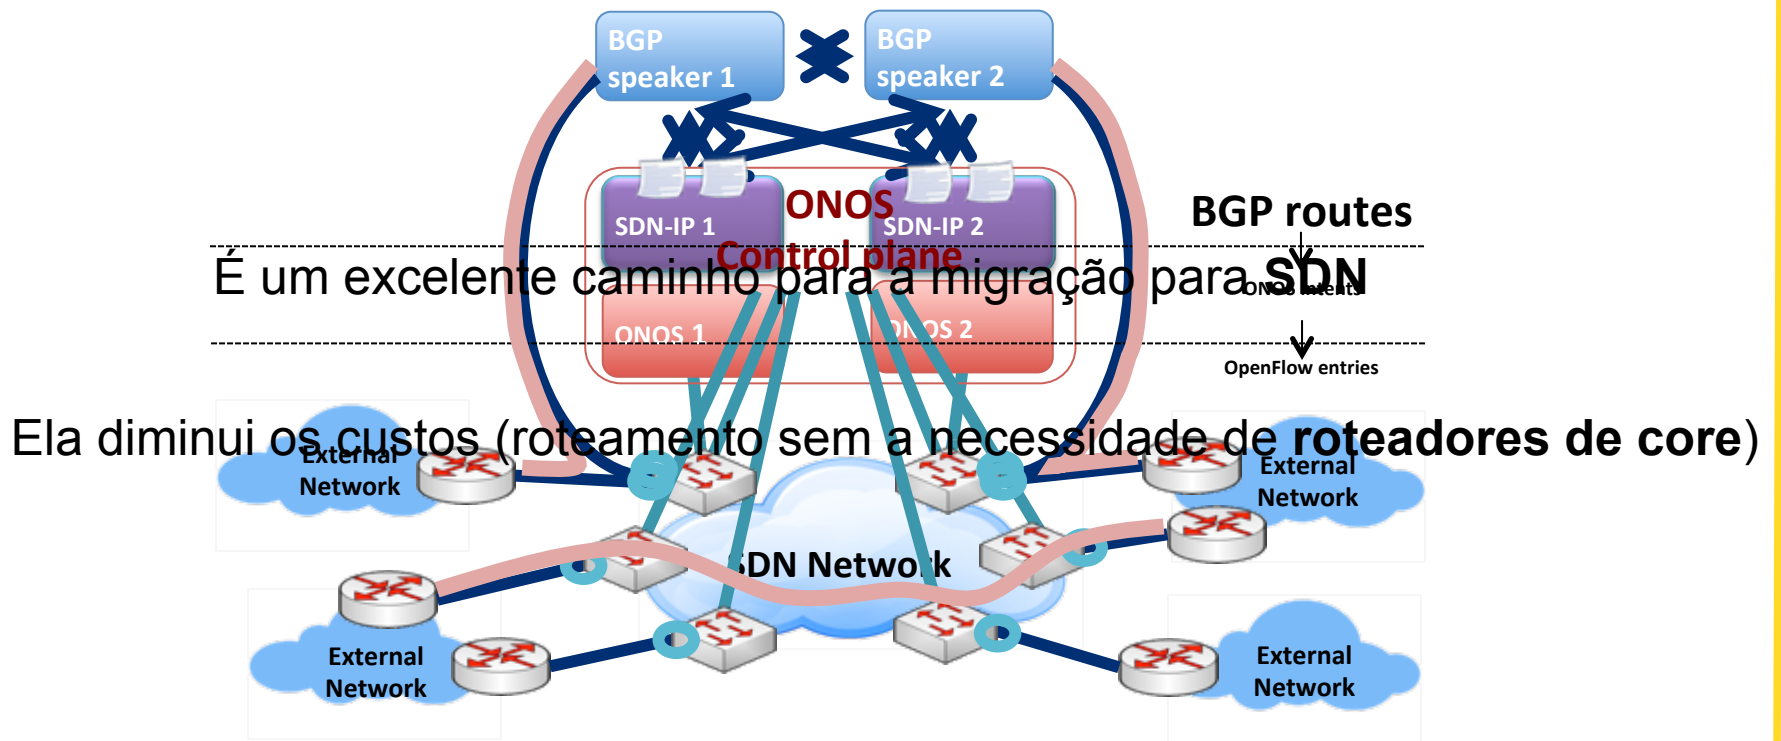 BGP
speaker 1
BGP
speaker 2
SDN-IP 1
ONOS
Control plane
SDN-IP 2
BGP routes
É um excelente caminho para a migração para SDN
ONOS Intents
ONOS 1
ONOS 2
OpenFlow entries
Ela diminui os custos (roteamento sem a necessidade de roteadores de core)
External
Network
External
Network
SDN Network
External
Network
External
Network